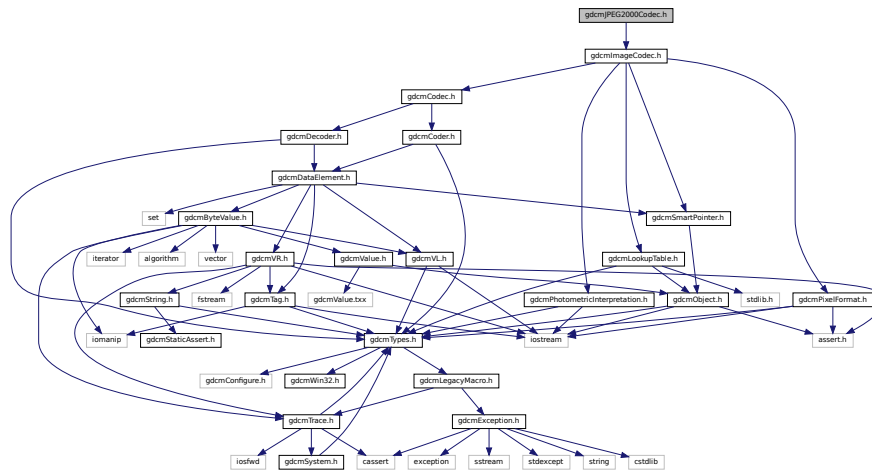 gdcmJPEG2000Codec.h
gdcmImageCodec.h
gdcmCodec.h
gdcmDecoder.h
gdcmCoder.h
gdcmDataElement.h
set
gdcmByteValue.h
gdcmSmartPointer.h
iterator
algorithm
vector
gdcmVR.h
gdcmValue.h
gdcmVL.h
gdcmLookupTable.h
gdcmString.h
fstream
gdcmTag.h
gdcmValue.txx
gdcmPhotometricInterpretation.h
gdcmObject.h
stdlib.h
gdcmPixelFormat.h
iomanip
gdcmStaticAssert.h
gdcmTypes.h
iostream
assert.h
gdcmConfigure.h
gdcmWin32.h
gdcmLegacyMacro.h
gdcmTrace.h
gdcmException.h
iosfwd
gdcmSystem.h
cassert
exception
sstream
stdexcept
string
cstdlib